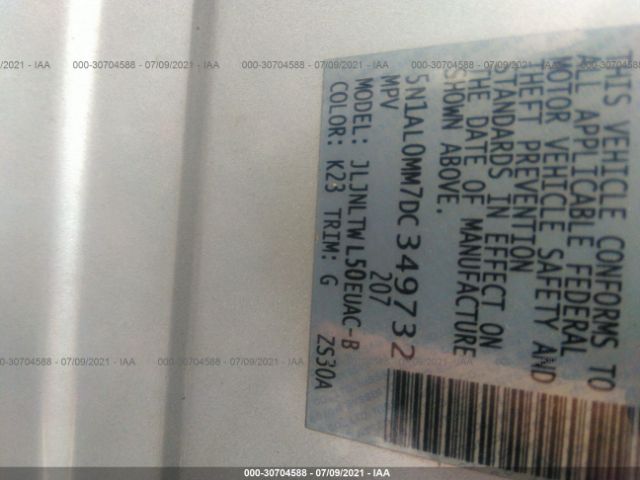 THIS VEHICLE CONFORMS TO
ALL APPLICABLE FEDERAL
MOTOR VEHICLE SAFETY AND
THEFT PREVENTION
STANDARDS IN EFFECT ON
THE DATE OF MANUFACTURE
SHOWN ABOVE.
5N1AL0MM7DC349732
MPV 207
MODEL: JLJNLTWL50EUAC-B
COLOR: K23 TRIM: G ZS30A
000-30704588 - 07/09/2021 - IAA